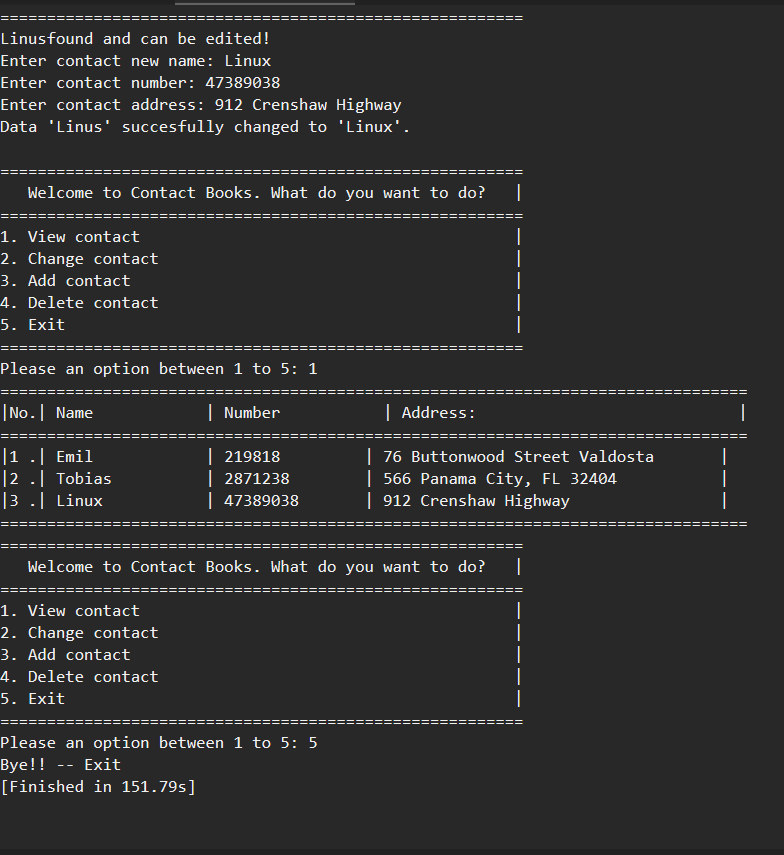 ========================================================
Linusfound and can be edited!
Enter contact new name: Linux
Enter contact number: 47389038
Enter contact address: 912 Crenshaw Highway
Data 'Linus' succesfully changed to 'Linux'.
========================================================
   Welcome to Contact Books. What do you want to do?   |
========================================================
1. View contact                                        |
2. Change contact                                      |
3. Add contact                                         |
4. Delete contact                                      |
5. Exit                                                |
========================================================
Please an option between 1 to 5: 1
================================================================================
|No.| Name            | Number           | Address:                            |
================================================================================
|1 .| Emil            | 219818         | 76 Buttonwood Street Valdosta       |
|2 .| Tobias          | 2871238        | 566 Panama City, FL 32404           |
|3 .| Linux           | 47389038       | 912 Crenshaw Highway                |
================================================================================
========================================================
   Welcome to Contact Books. What do you want to do?   |
========================================================
1. View contact                                        |
2. Change contact                                      |
3. Add contact                                         |
4. Delete contact                                      |
5. Exit                                                |
========================================================
Please an option between 1 to 5: 5
Bye!! -- Exit
[Finished in 151.79s]